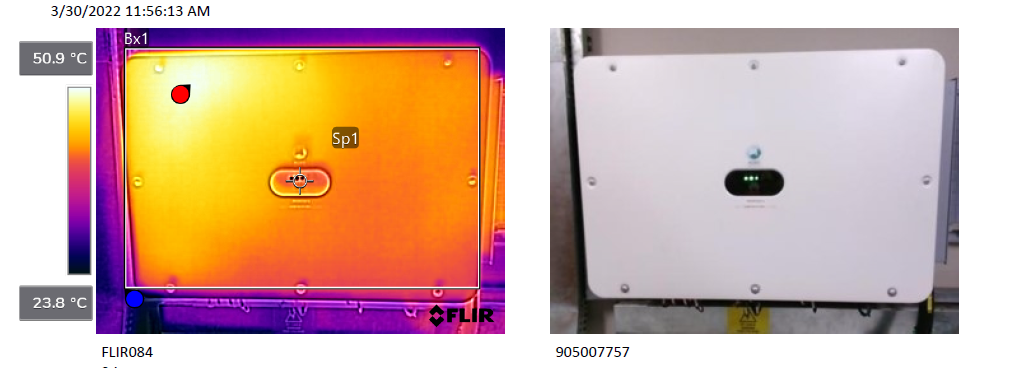 3/30/2022 11:56:13 AM
Bx1
50.9 °C
Sp1
23.8 °C
FLIR
FLIR084
905007757